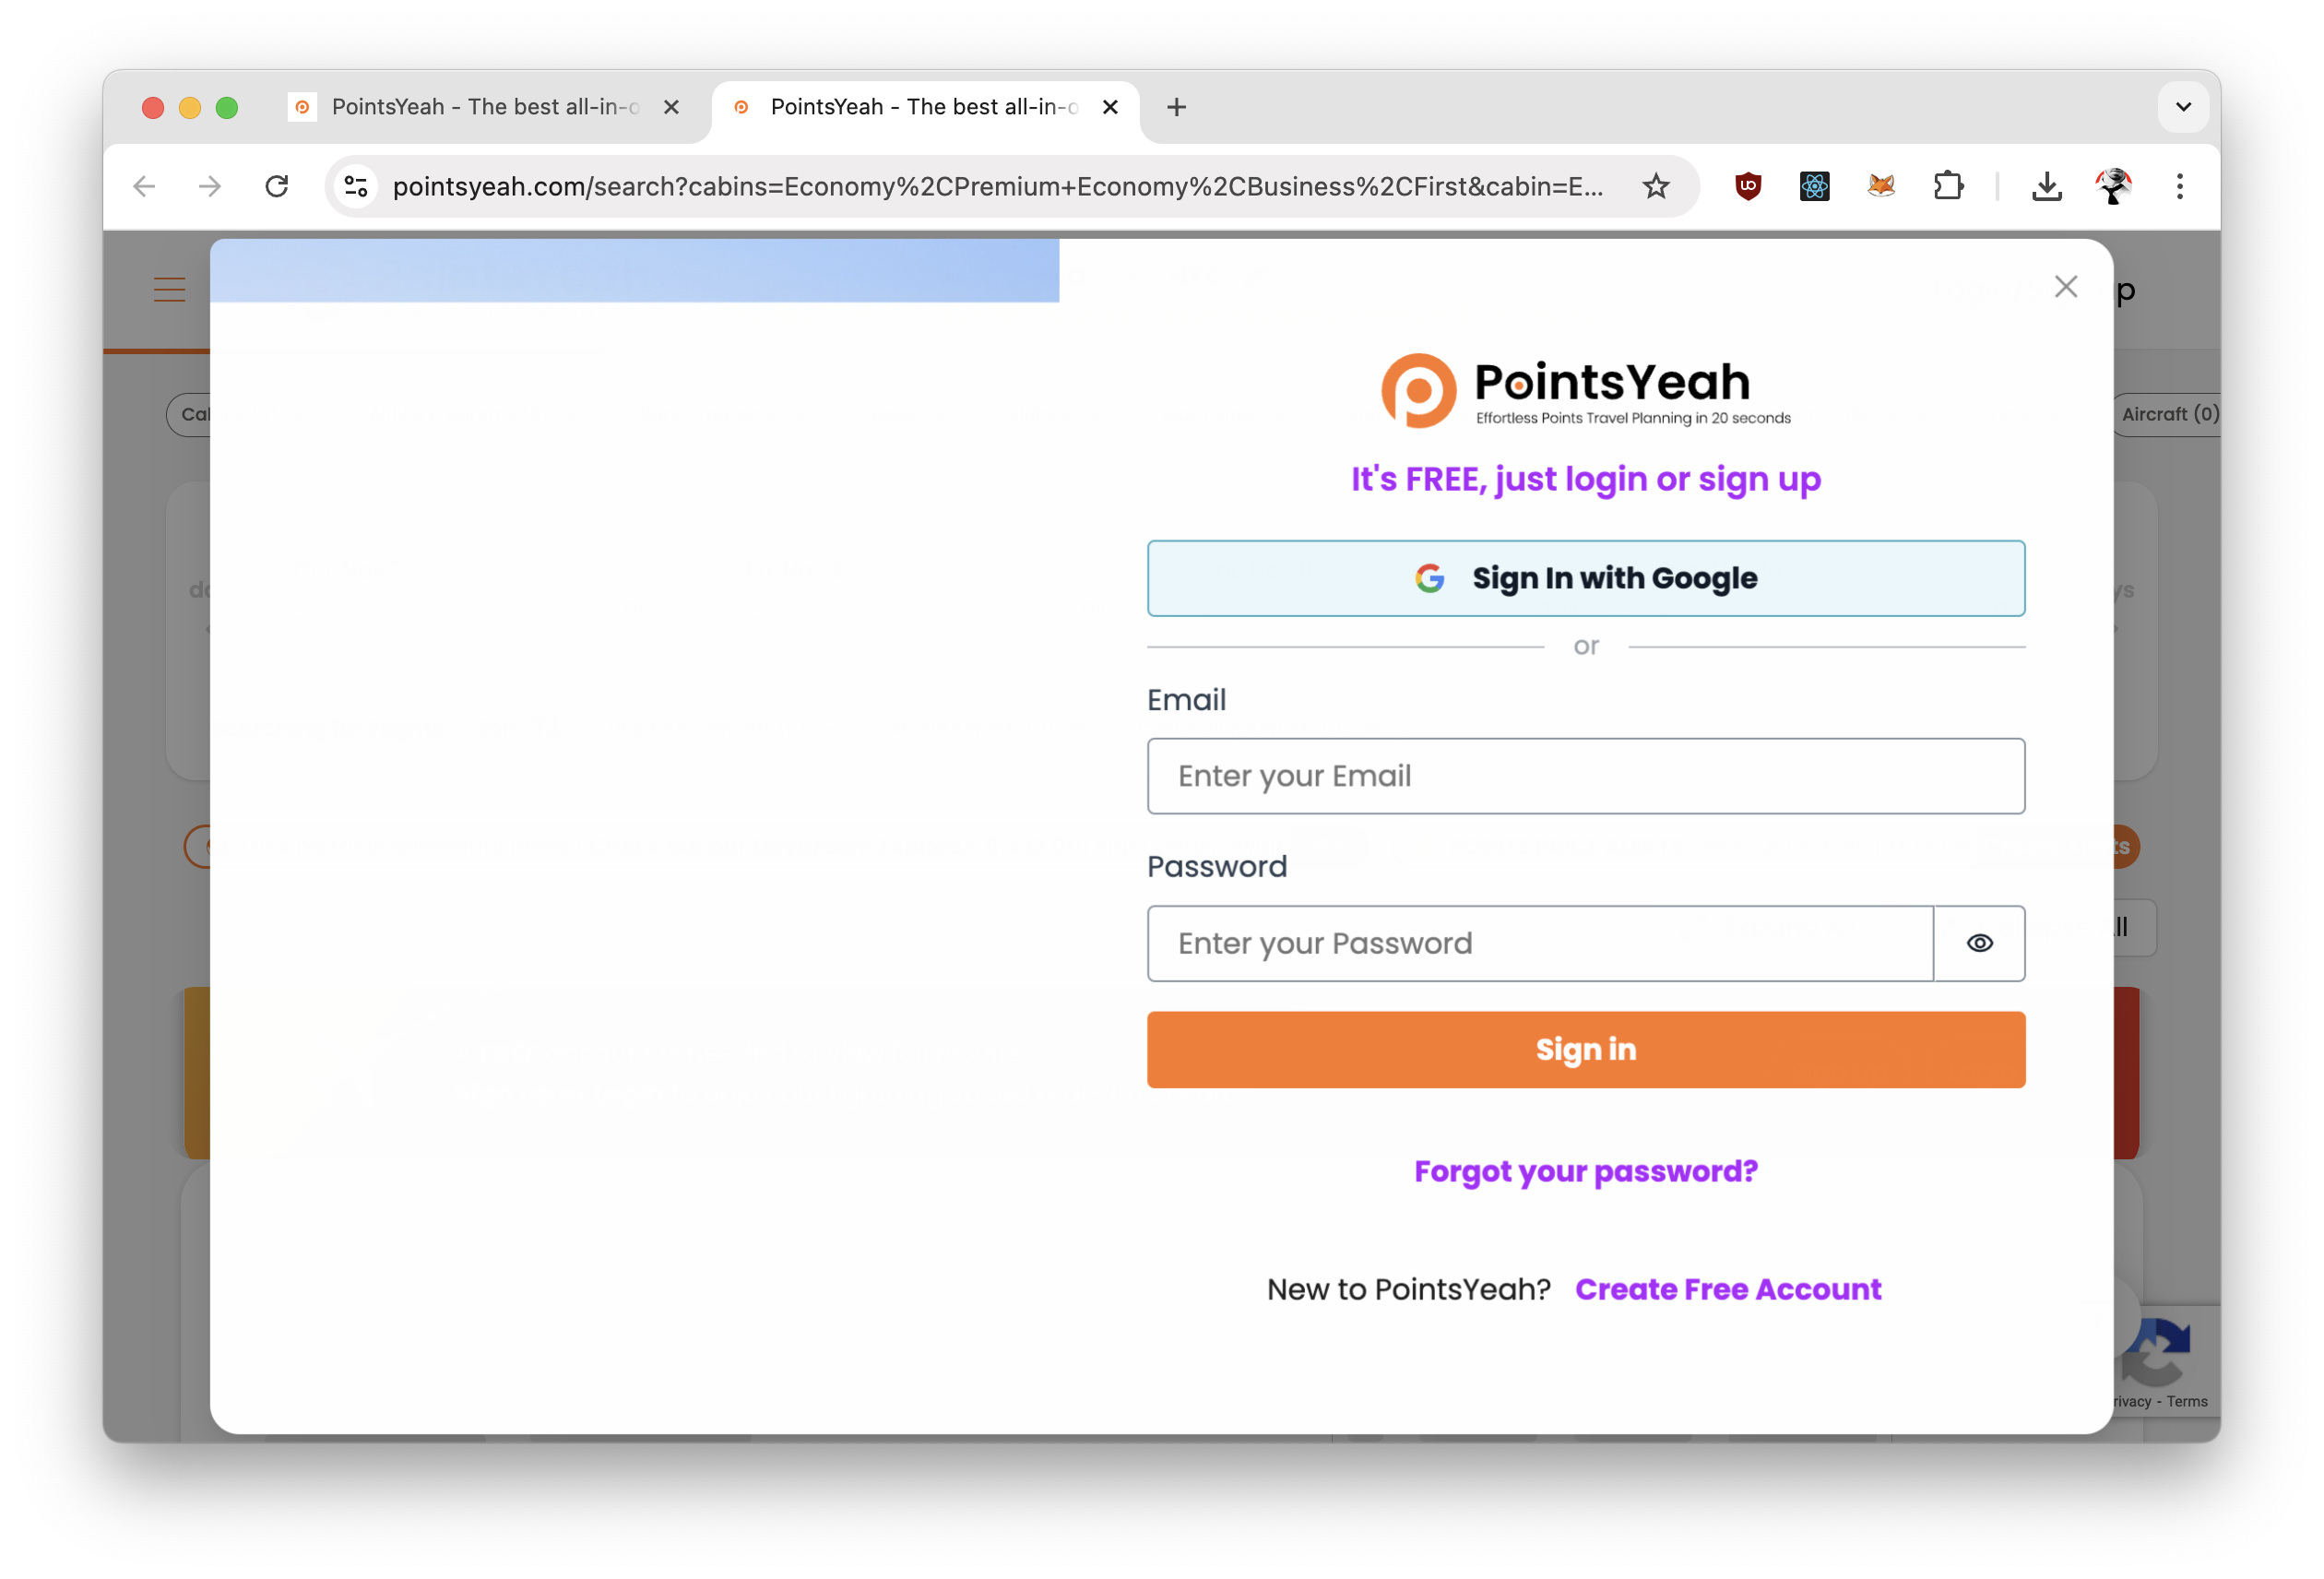 PointsYeah - The best all-in-o
PointsYeah - The best all-in-o
pointsyeah.com/search?cabins=Economy%2CPremium+Economy%2CBusiness%2CFirst&cabin=E...
p
Cal
Aircraft (0)
PointsYeah
Effortless Points Travel Planning in 20 seconds
It's FREE, just login or sign up
Sign In with Google
or
Email
Enter your Email
Password
Enter your Password
Sign in
Forgot your password?
New to PointsYeah? Create Free Account
rivacy - Terms